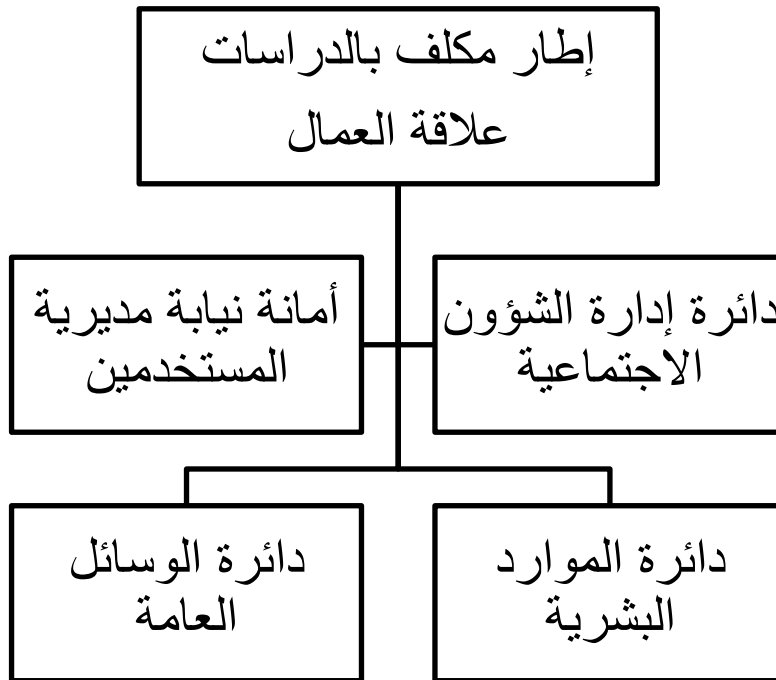 إطار مكلف بالدراسات
علاقة العمال
دائرة إدارة الشؤون
الاجتماعية
أمانة نيابة مديرية
المستخدمين
دائرة الموارد
البشرية
دائرة الوسائل
العامة